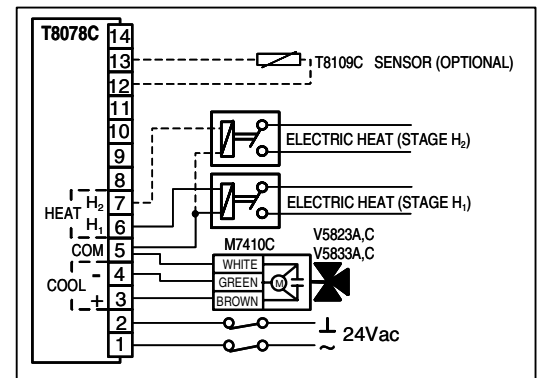 T8078C
14
13
12
11
10
9
8
7
6
5
4
3
2
1
T8109C SENSOR (OPTIONAL)
ELECTRIC HEAT (STAGE H₂)
ELECTRIC HEAT (STAGE H₁)
HEAT
H₂
H₁
COM
COOL
-
+
M7410C
WHITE
GREEN
BROWN
M
V5823A,C
V5833A,C
24Vac
~